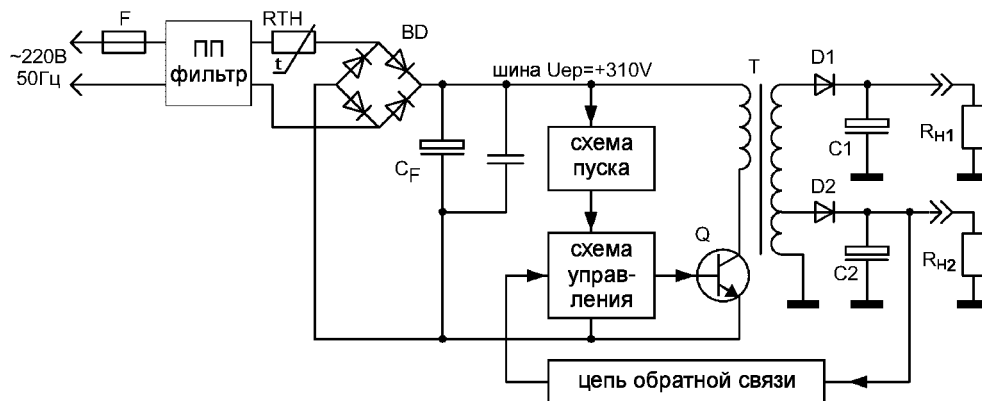 F
RTH
BD
~220В
50Гц
ПП
фильтр
t
шина Uep=+310V
T
D1
C1
RH1
CF
схема
пуска
D2
C2
RH2
Q
схема
управ-
ления
цепь обратной связи